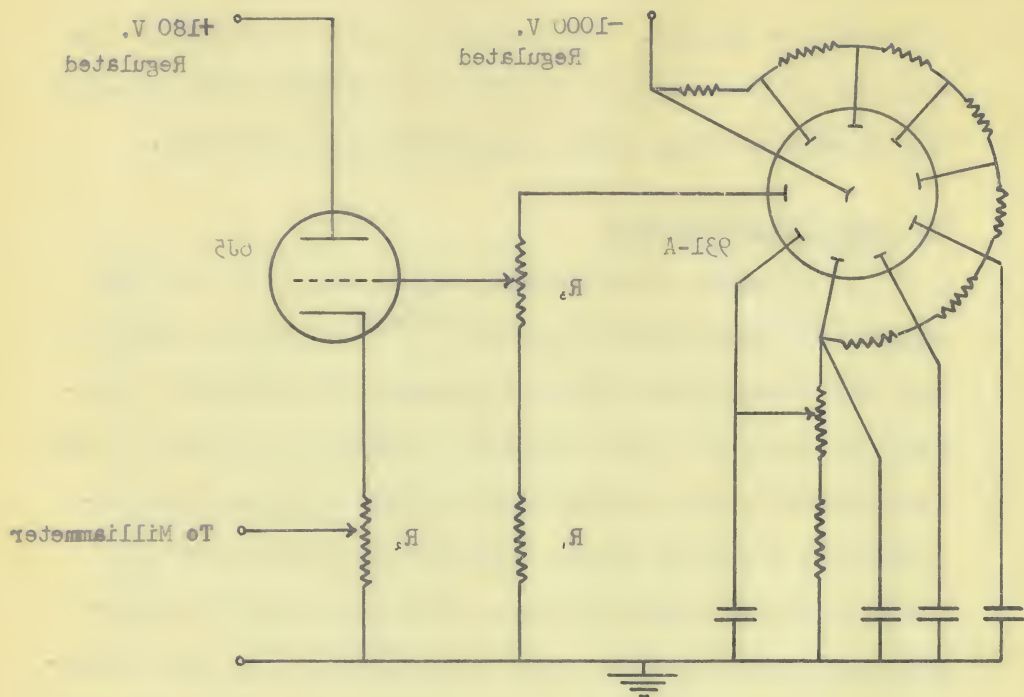 +180 V.
Regulated
-1000 V.
Regulated
6J5
931-A
R₃
To Milliammeter
R₂
R₁